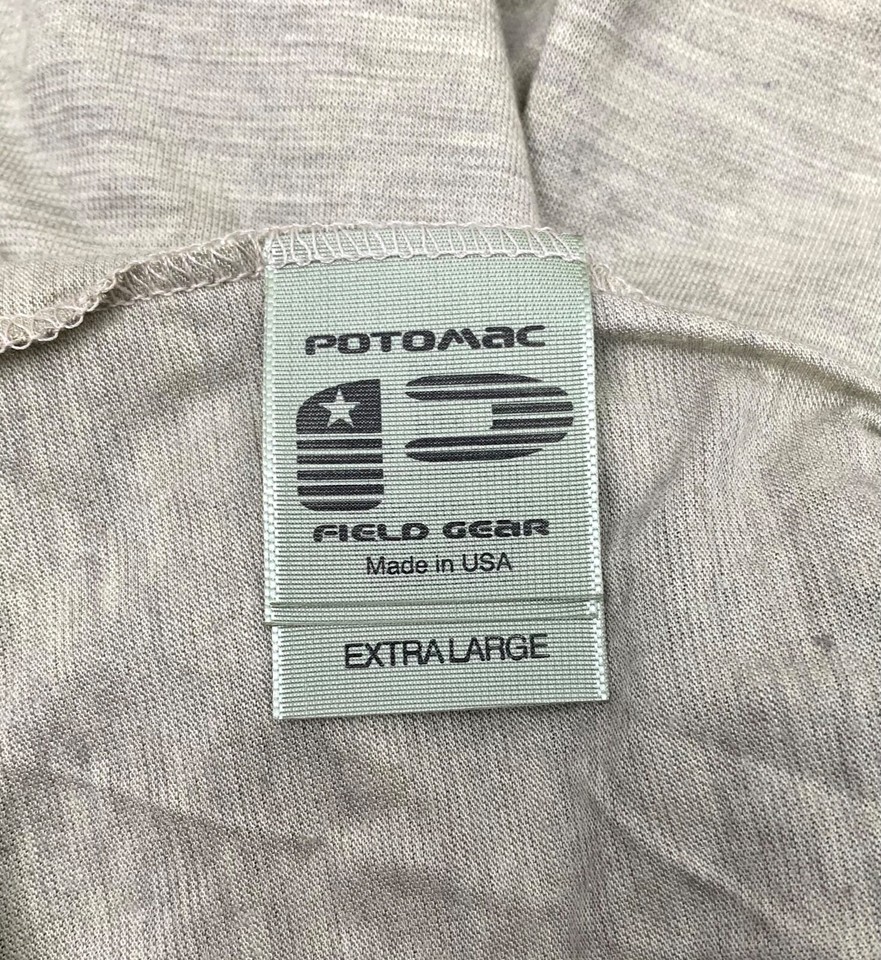 POTOMAC
FIELD GEAR
Made in USA
EXTRA LARGE